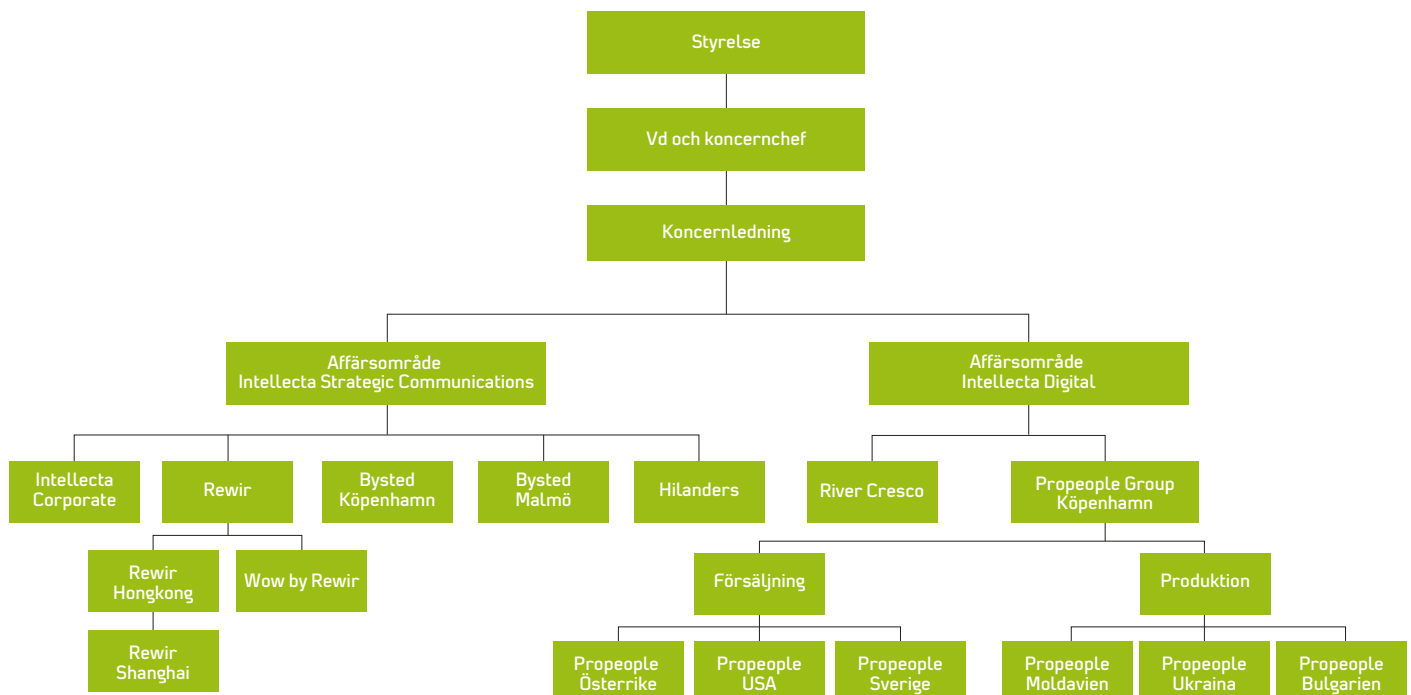 Styrelse
Vd och koncernchef
Koncernledning
Affärsområde
Intellecta Strategic Communications
Affärsområde
Intellecta Digital
Intellecta
Corporate
Rewir
Bysted
Köpenhamn
Bysted
Malmö
Hilanders
River Cresco
Propeople Group
Köpenhamn
Rewir
Hongkong
Wow by Rewir
Försäljning
Produktion
Rewir
Shanghai
Propeople
Österrike
Propeople
USA
Propeople
Sverige
Propeople
Moldavien
Propeople
Ukraina
Propeople
Bulgarien